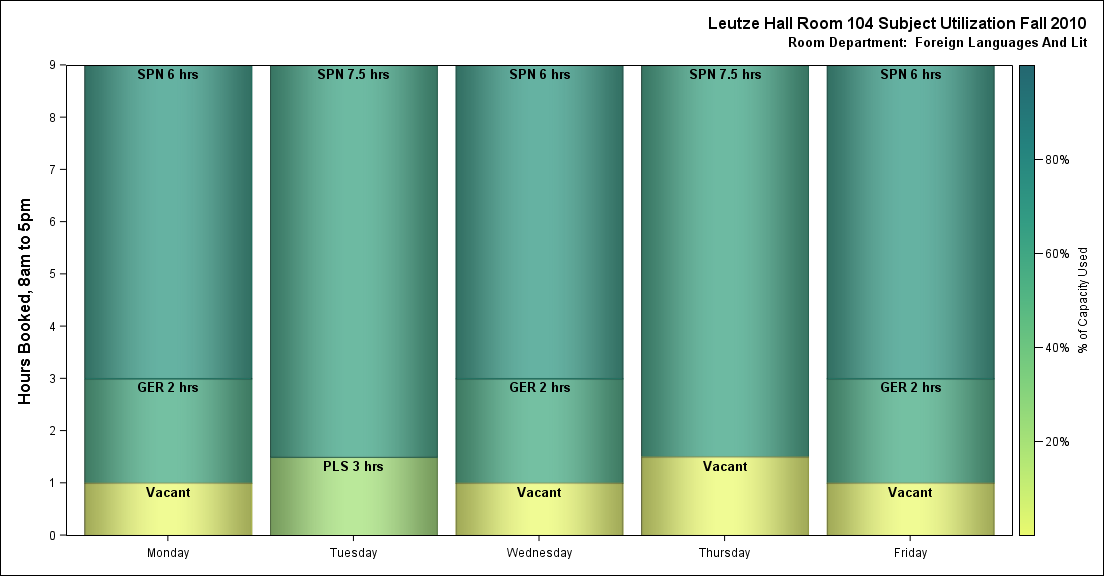 Leutze Hall Room 104 Subject Utilization Fall 2010
Room Department: Foreign Languages And Lit
Hours Booked, 8am to 5pm
9
8
7
6
5
4
3
2
1
0
SPN 6 hrs
GER 2 hrs
Vacant
Monday
SPN 7.5 hrs
PLS 3 hrs
Tuesday
SPN 6 hrs
GER 2 hrs
Vacant
Wednesday
SPN 7.5 hrs
Vacant
Thursday
SPN 6 hrs
GER 2 hrs
Vacant
Friday
80%
60%
40%
20%
% of Capacity Used